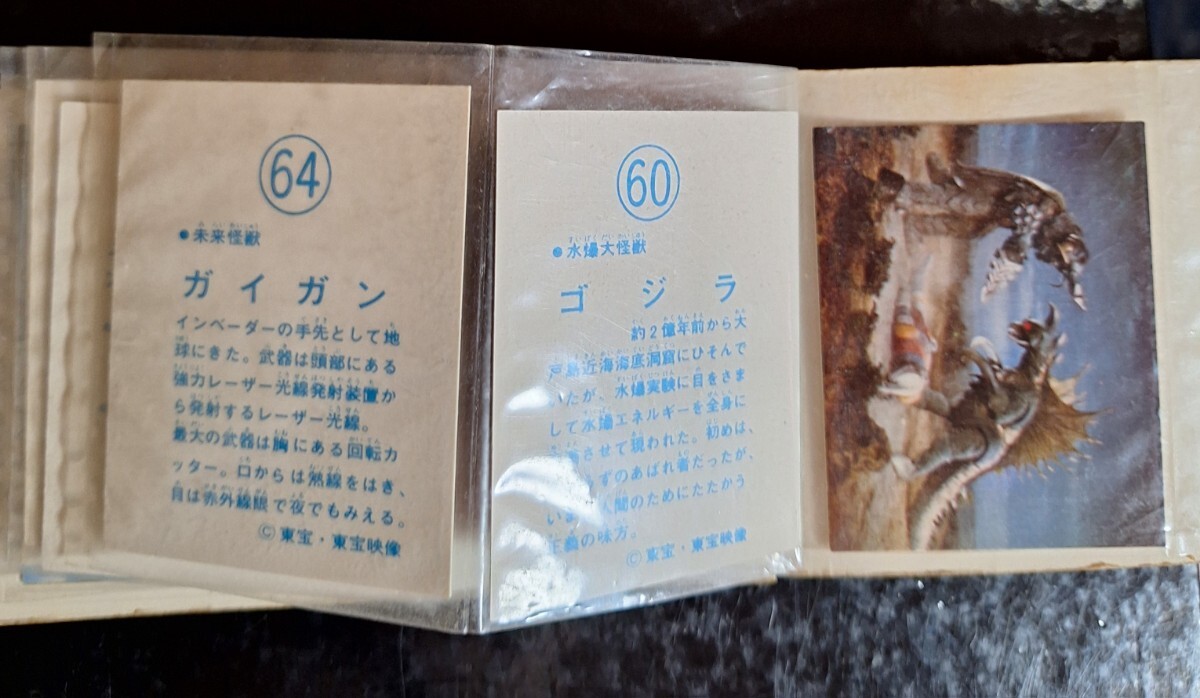 64
●未来怪獣
ガイガン
インベーダーの手先として地
球にきた。武器は頭部にある
強力レーザー光線発射装置か
ら発射するレーザー光線。
最大の武器は胸にある回転カ
ッター。口からは熱線をはき、
目は赤外線眼で夜でもみえる。
©東宝・東宝映像
60
●水爆大怪獣
ゴジラ
約2億年前から大
戸島近海海底洞窟にひそんで
たが、水爆実験に目をさま
して水爆エネルギーを全身に
させて現われた。初めは、
ずのあばれ者だったが、
い 人間のためにたたかう
正義の味方。
©東宝・東宝映像